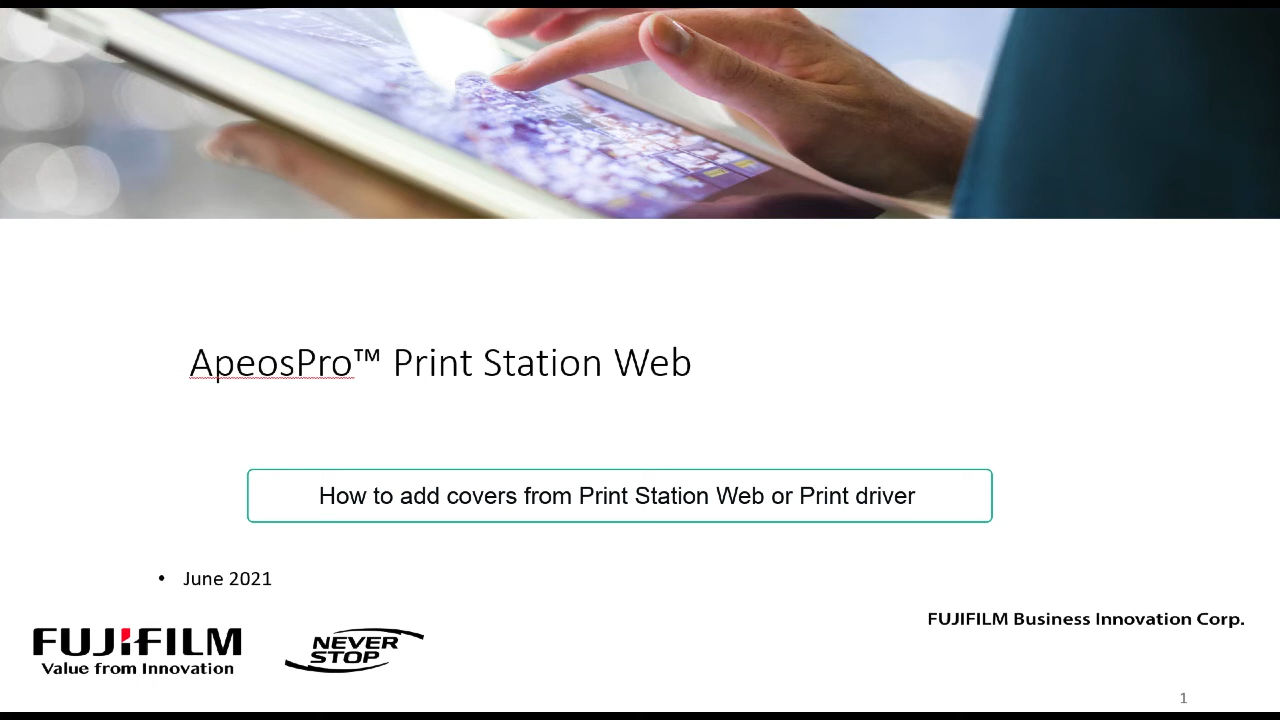 ApeosPro™ Print Station Web
How to add covers from Print Station Web or Print driver
• June 2021
FUJIFILM Business Innovation Corp.
FUJIFILM
Value from Innovation
NEVER
STOP
1